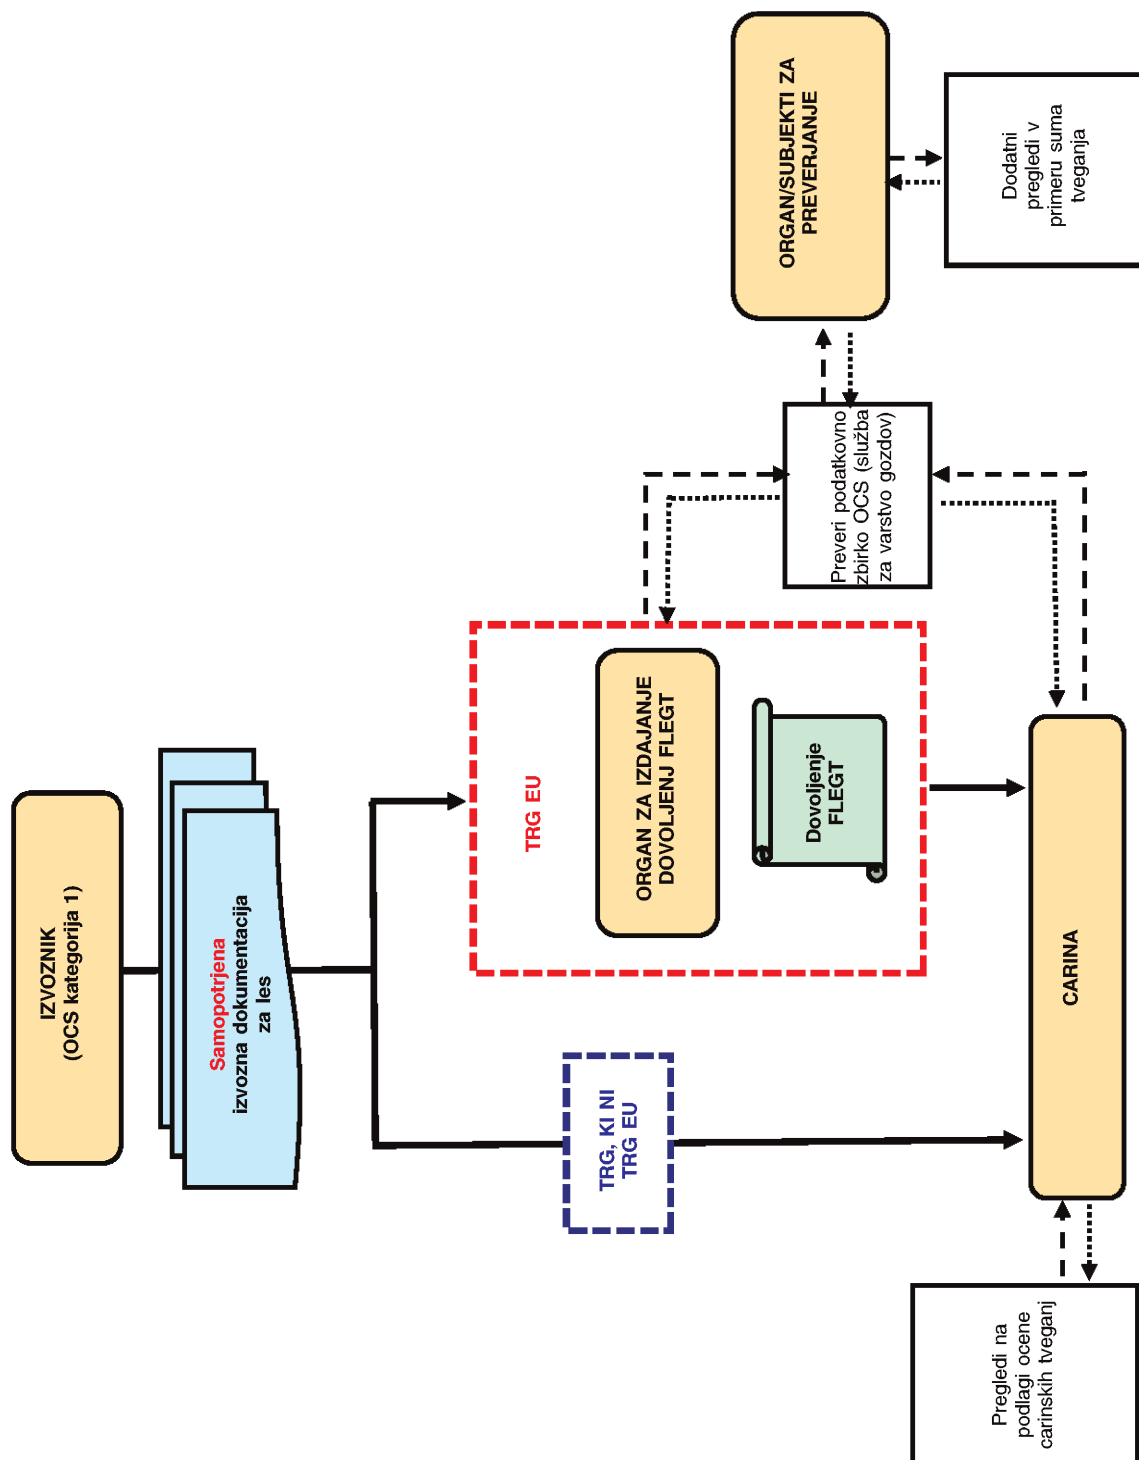 IZVOZNIK
(OCS kategorija 1)
Samopotrjena
izvozna dokumentacija
za les
TRG, KI NI
TRG EU
TRG EU
ORGAN ZA IZDAJANJE
DOVOLJENJ FLEGT
Dovoljenje
FLEGT
Preveri podatkovno
zbirko OCS (služba
za varstvo gozdov)
ORGAN/SUBJEKTI ZA
PREVERJANJE
Dodatni
pregledi v
primeru suma
tveganja
CARINA
Pregledi na
podlagi ocene
carinskih tveganj